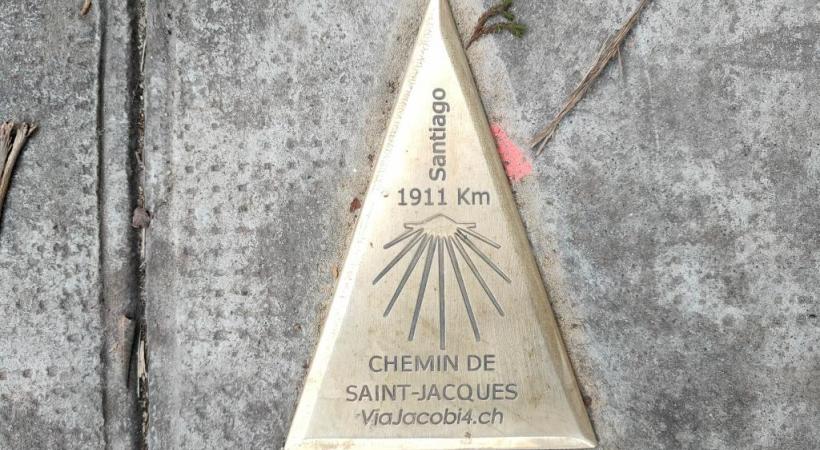 Santiago
1911 Km
CHEMIN DE
SAINT-JACQUES
ViaJacobi4.ch